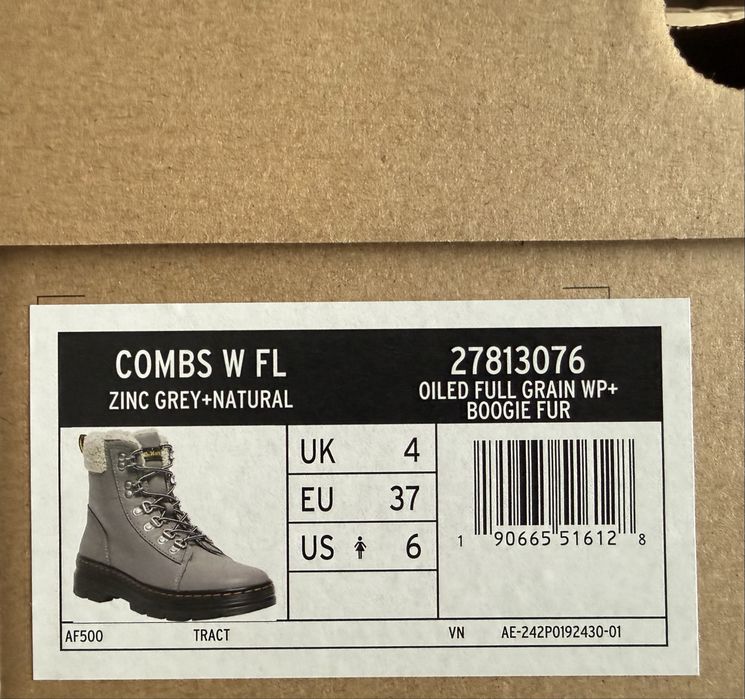 COMBS W FL
ZINC GREY+NATURAL
27813076
OILED FULL GRAIN WP+
BOOGIE FUR
UK 4
EU 37
US 6
1 90665 51612 8
AF500 TRACT VN AE-242P0192430-01